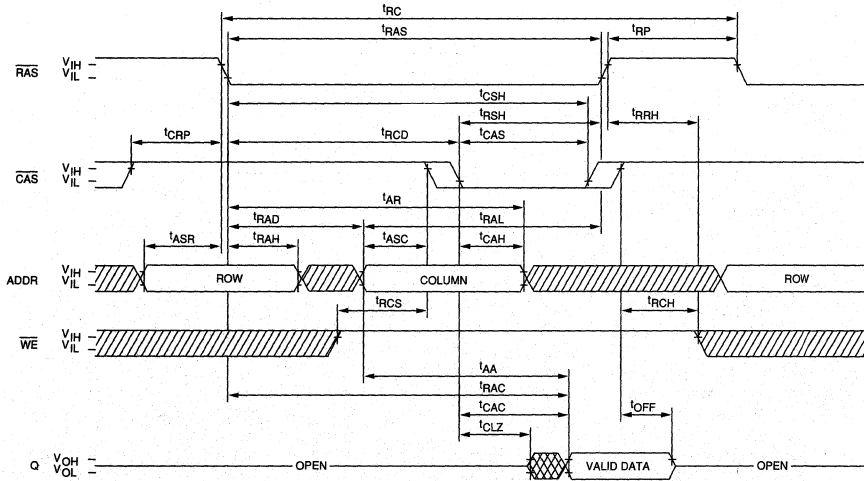 tRC
tRAS
tRP
RAS
VIH
VIL
tCSH
tRSH
tRRH
tCRP
tRCD
tCAS
CAS
VIH
VIL
tAR
tRAD
tRAL
tASR
tRAH
tASC
tCAH
ADDR
VIH
VIL
ROW
COLUMN
ROW
tRCS
tRCH
WE
VIH
VIL
tAA
tRAC
tCAC
tOFF
tCLZ
Q
VOH
VOL
OPEN
VALID DATA
OPEN